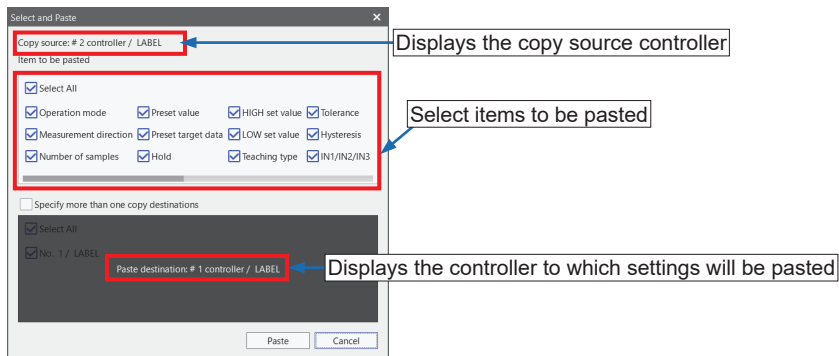 Select and Paste
Copy source: # 2 controller / LABEL
Displays the copy source controller
Item to be pasted
Select All
Operation mode Preset value HIGH set value Tolerance
Select items to be pasted
Measurement direction Preset target data LOW set value Hysteresis
Number of samples Hold Teaching type IN1/IN2/IN3
Specify more than one copy destinations
Select All
No. 1 / LABEL
Paste destination: # 1 controller / LABEL
Displays the controller to which settings will be pasted
Paste Cancel